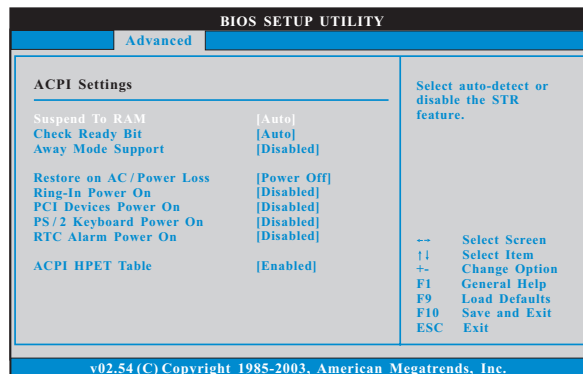 BIOS SETUP UTILITY
Advanced
ACPI Settings
Suspend To RAM [Auto]
Check Ready Bit [Auto]
Away Mode Support [Disabled]
Restore on AC / Power Loss [Power Off]
Ring-In Power On [Disabled]
PCI Devices Power On [Disabled]
PS / 2 Keyboard Power On [Disabled]
RTC Alarm Power On [Disabled]
ACPI HPET Table [Enabled]
Select auto-detect or
disable the STR
feature.
←→ Select Screen
↑↓ Select Item
+- Change Option
F1 General Help
F9 Load Defaults
F10 Save and Exit
ESC Exit
v02.54 (C) Copyright 1985-2003, American Megatrends, Inc.